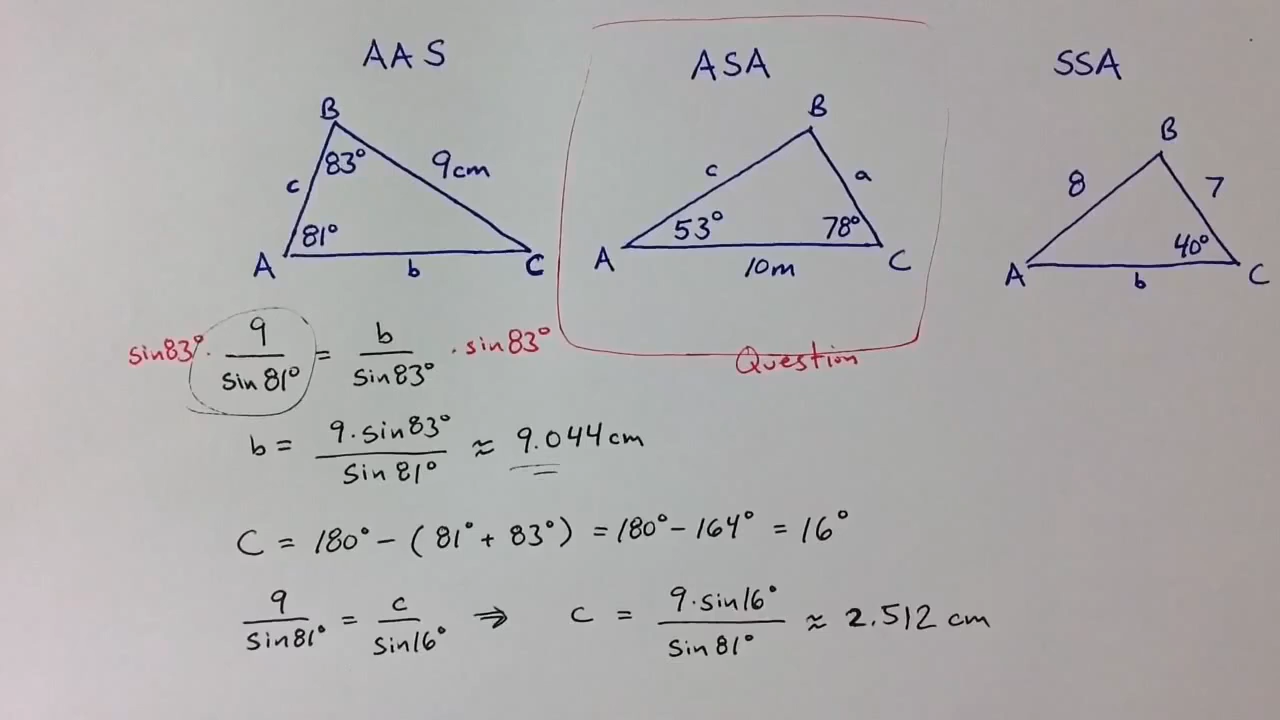 AAS
B
83°
c
9cm
81°
A
b
C
ASA
B
c
a
53°
78°
A
10m
C
Question
SSA
B
8
7
40°
A
b
C
sin83° · 9/sin81° = b/sin83° · sin83°
b = 9·sin83°/sin81° ≈ 9.044cm
C = 180° - (81° + 83°) = 180° - 164° = 16°
9/sin81° = c/sin16° ⇒ c = 9·sin16°/sin81° ≈ 2.512 cm